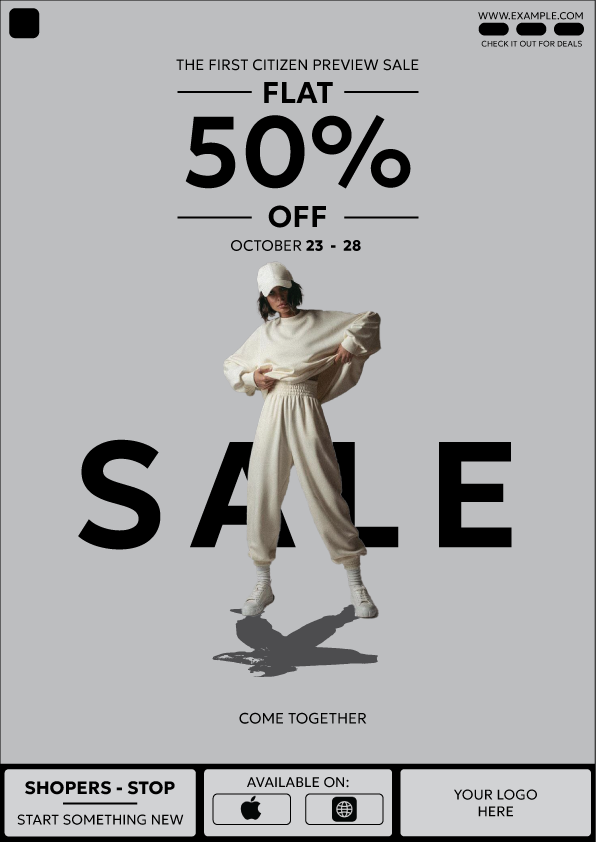 WWW.EXAMPLE.COM
CHECK IT OUT FOR DEALS
THE FIRST CITIZEN PREVIEW SALE
FLAT
50%
OFF
OCTOBER 23 - 28
SALE
COME TOGETHER
SHOPERS - STOP
START SOMETHING NEW
AVAILABLE ON:
YOUR LOGO
HERE